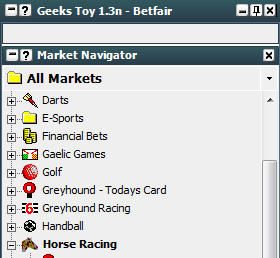 Geeks Toy 1.3n - Betfair
Market Navigator
All Markets
Darts
E-Sports
Financial Bets
Gaelic Games
Golf
Greyhound - Todays Card
Greyhound Racing
Handball
Horse Racing